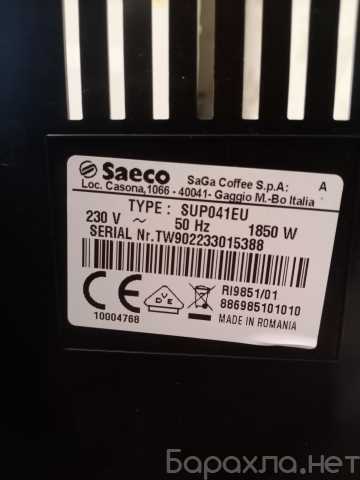 Saeco SaGa Coffee S.p.A: A
Loc. Casona,1066 - 40041- Gaggio M.-Bo Italia
TYPE : SUP041EU
230 V ~ 50 Hz 1850 W
SERIAL Nr.TW902233015388
CE
VDE
RI9851/01
886985101010
10004768
MADE IN ROMANIA
Барахла.нет